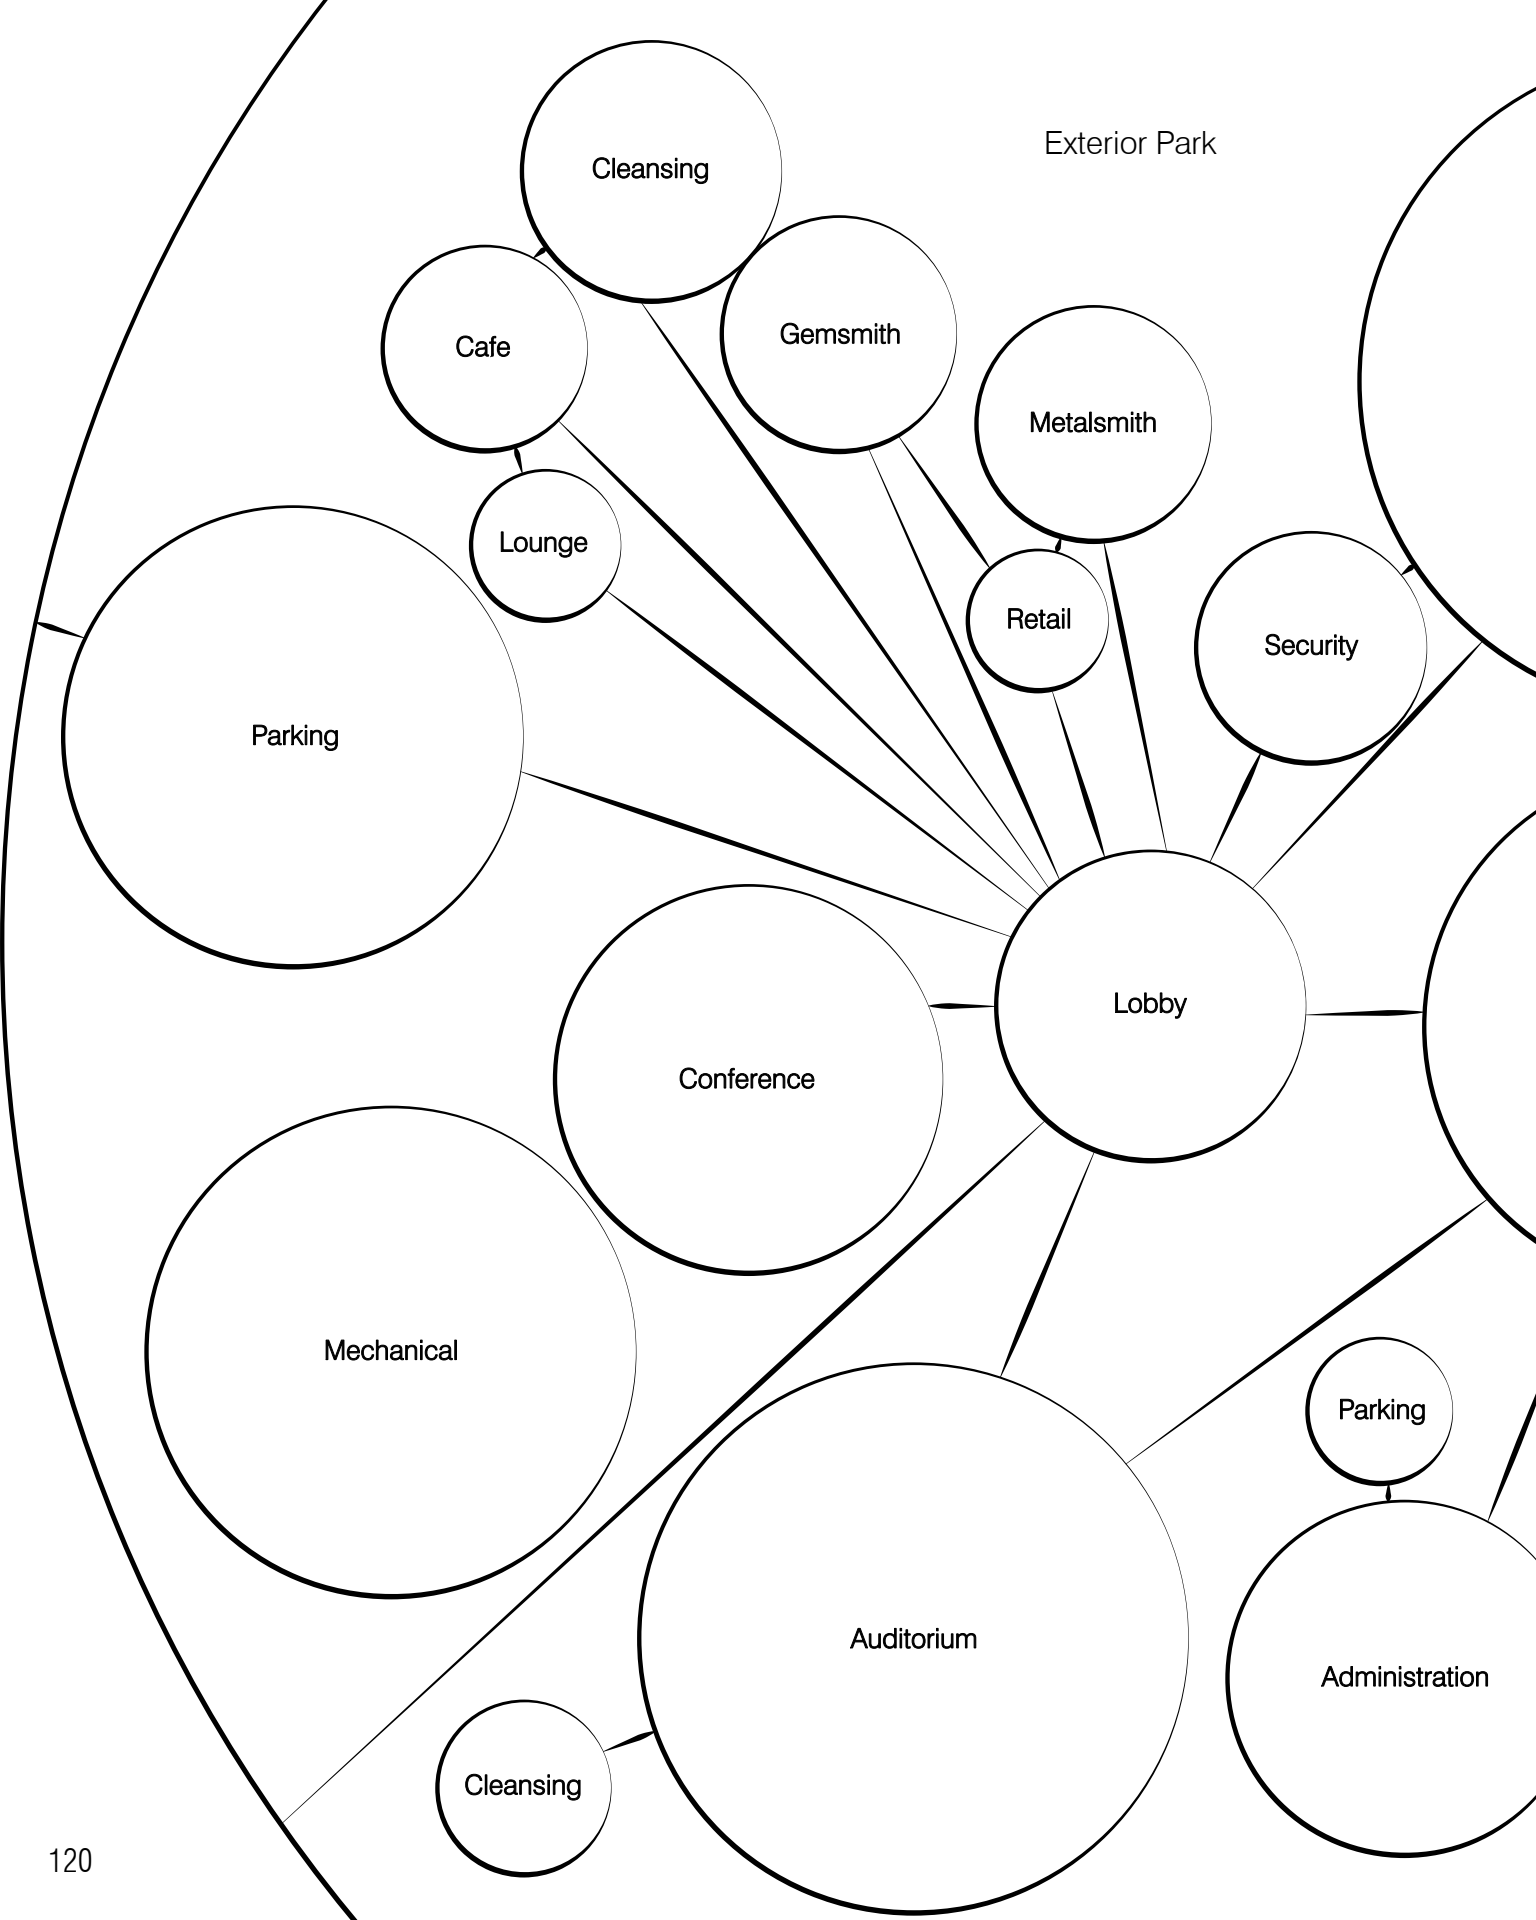 Exterior Park
Cleansing
Gemsmith
Cafe
Metalsmith
Lounge
Retail
Security
Parking
Lobby
Conference
Mechanical
Parking
Auditorium
Administration
Cleansing
120